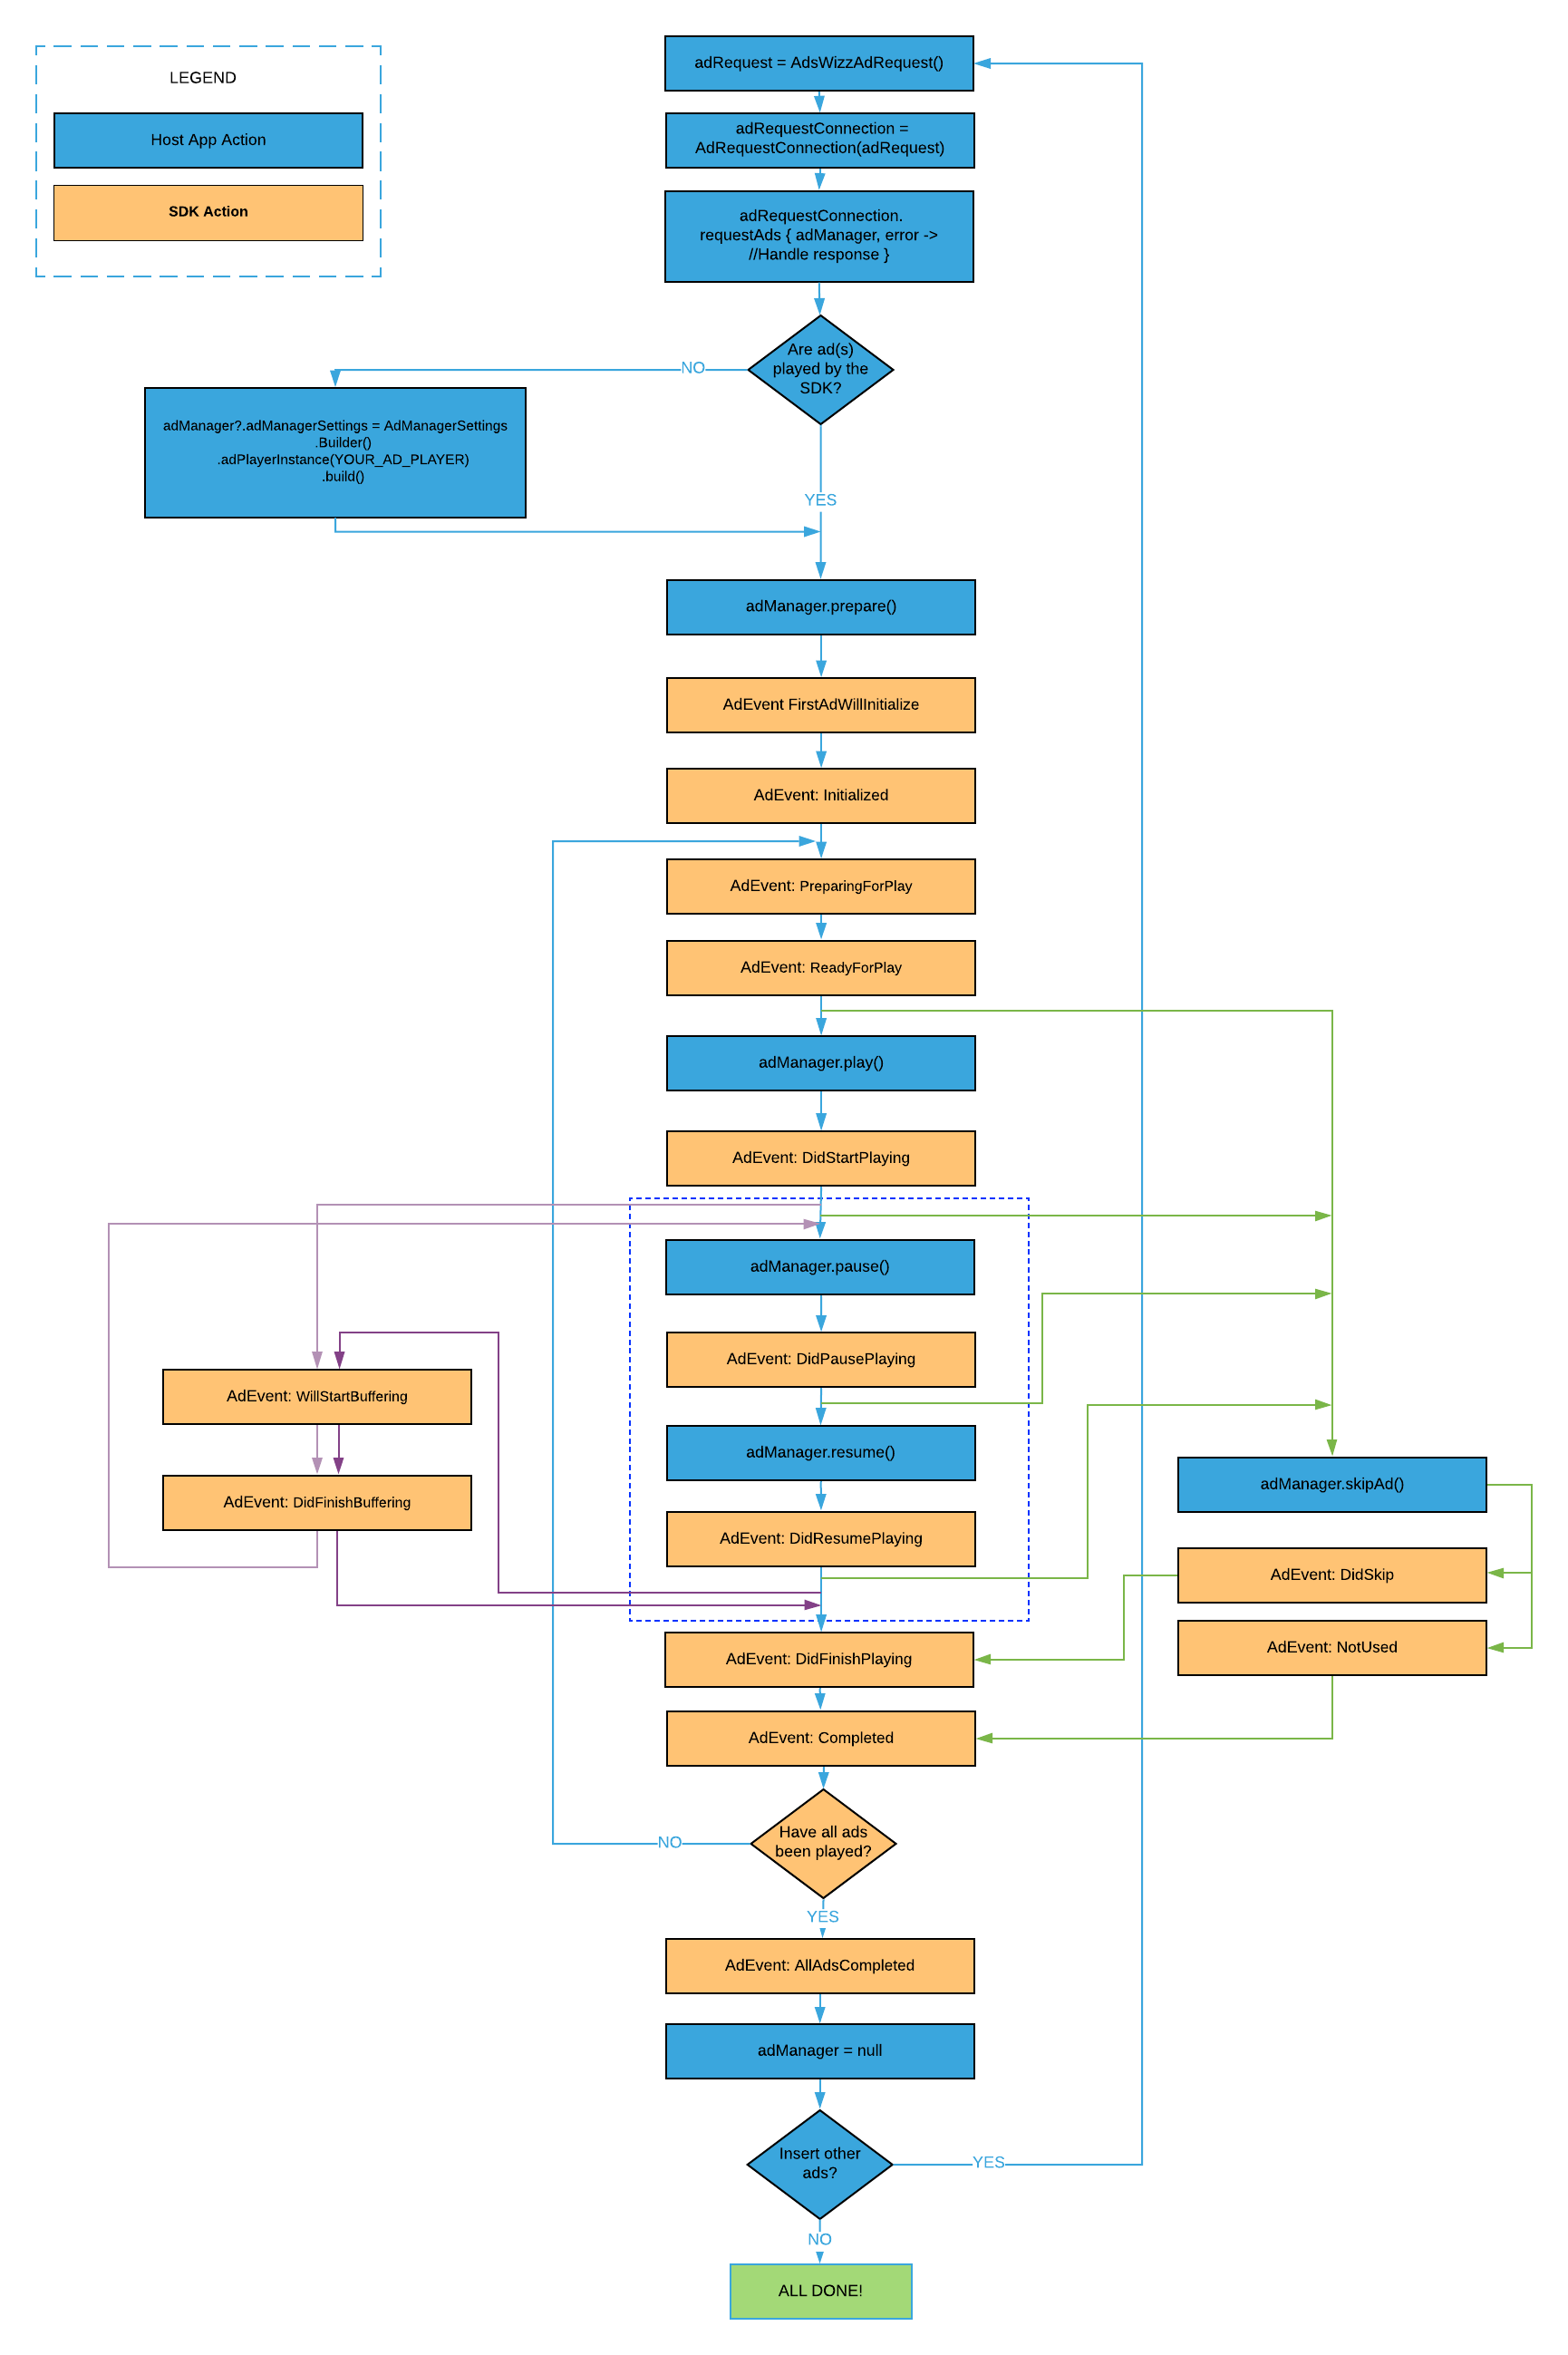 LEGEND
Host App Action
SDK Action
adRequest = AdsWizzAdRequest()
adRequestConnection =
AdRequestConnection(adRequest)
adRequestConnection.
requestAds { adManager, error ->
//Handle response }
Are ad(s)
played by the
SDK?
NO
adManager?.adManagerSettings = AdManagerSettings
.Builder()
.adPlayerInstance(YOUR_AD_PLAYER)
.build()
YES
adManager.prepare()
AdEvent FirstAdWillInitialize
AdEvent: Initialized
AdEvent: PreparingForPlay
AdEvent: ReadyForPlay
adManager.play()
AdEvent: DidStartPlaying
adManager.pause()
AdEvent: DidPausePlaying
AdEvent: WillStartBuffering
adManager.resume()
adManager.skipAd()
AdEvent: DidFinishBuffering
AdEvent: DidResumePlaying
AdEvent: DidSkip
AdEvent: NotUsed
AdEvent: DidFinishPlaying
AdEvent: Completed
Have all ads
been played?
NO
YES
AdEvent: AllAdsCompleted
adManager = null
Insert other
ads?
YES
NO
ALL DONE!